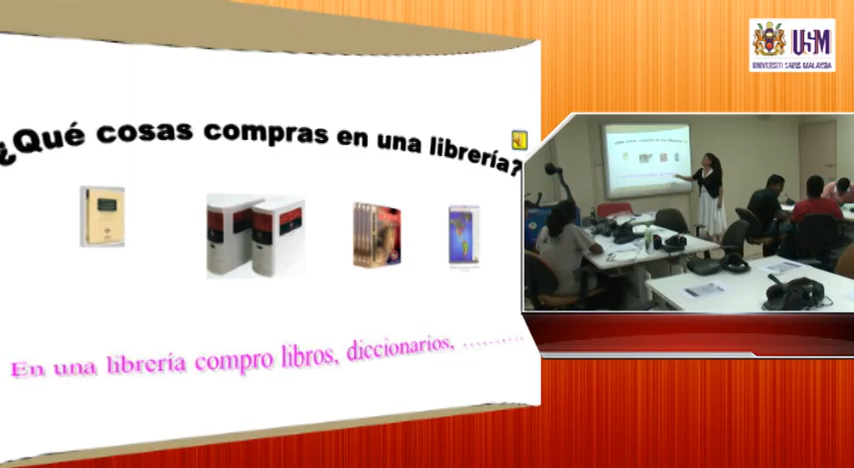 ¿Qué cosas compras en una librería?
En una librería compro libros, diccionarios, .........
USM
UNIVERSITI SAINS MALAYSIA